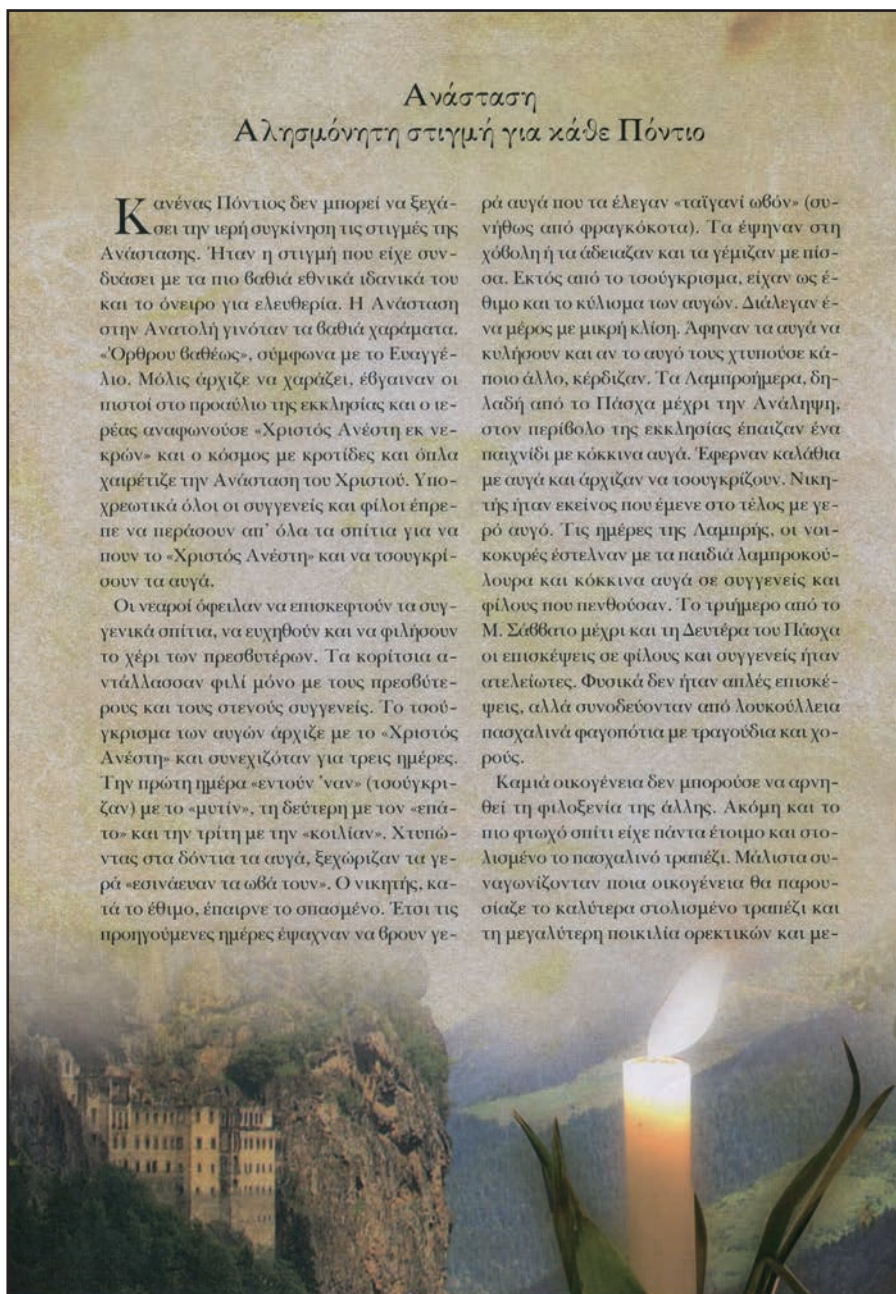 Ανάσταση
Αλησμόνητη στιγμή για κάθε Πόντιο
Κανένας Πόντιος δεν μπορεί να ξεχά-
σει την ιερή συγκίνηση τις στιγμές της
Ανάστασης. Ήταν η στιγμή που είχε συν-
δυάσει με τα πιο βαθιά εθνικά ιδανικά του
και το όνειρο για ελευθερία. Η Ανάσταση
στην Ανατολή γινόταν τα βαθιά χαράματα.
«Όρθρου βαθέως», σύμφωνα με το Ευαγγέ-
λιο. Μόλις άρχιζε να χαράζει, έβγαιναν οι
πιστοί στο προαύλιο της εκκλησίας και ο ιε-
ρέας αναφωνούσε «Χριστός Ανέστη εκ νε-
κρών» και ο κόσμος με κροτίδες και όπλα
χαιρέτιζε την Ανάσταση του Χριστού. Υπο-
χρεωτικά όλοι οι συγγενείς και φίλοι έπρε-
πε να περάσουν απ’ όλα τα σπίτια για να
πουν το «Χριστός Ανέστη» και να τσουγκρί-
σουν τα αυγά.
Οι νεαροί όφειλαν να επισκεφτούν τα συγ-
γενικά σπίτια, να ευχηθούν και να φιλήσουν
το χέρι των πρεσβυτέρων. Τα κορίτσια α-
ντάλλασσαν φιλί μόνο με τους πρεσβύτε-
ρους και τους στενούς συγγενείς. Το τσού-
γκρισμα των αυγών άρχιζε με το «Χριστός
Ανέστη» και συνεχιζόταν για τρεις ημέρες.
Την πρώτη ημέρα «εντούν ’ναν» (τσούγκρι-
ζαν) με το «μυτίν», τη δεύτερη με τον «επά-
το» και την τρίτη με την «κοιλίαν». Χτυπώ-
ντας στα δόντια τα αυγά, ξεχώριζαν τα γε-
ρά «εσινάευαν τα ωβά τουν». Ο νικητής, κα-
τά το έθιμο, έπαιρνε το σπασμένο. Έτσι τις
προηγούμενες ημέρες έψαχναν να βρουν γε-
ρά αυγά που τα έλεγαν «ταϊγανί ωβόν» (συ-
νήθως από φραγκόκοτα). Τα έψηναν στη
χόβολη ή τα άδειαζαν και τα γέμιζαν με πίσ-
σα. Εκτός από το τσούγκρισμα, είχαν ως έ-
θιμο και το κύλισμα των αυγών. Διάλεγαν έ-
να μέρος με μικρή κλίση. Άφηναν τα αυγά να
κυλήσουν και αν το αυγό τους χτυπούσε κά-
ποιο άλλο, κέρδιζαν. Τα Λαμπροήμερα, δη-
λαδή από το Πάσχα μέχρι την Ανάληψη,
στον περίβολο της εκκλησίας έπαιζαν ένα
παιχνίδι με κόκκινα αυγά. Έφερναν καλάθια
με αυγά και άρχιζαν να τσουγκρίζουν. Νικη-
τής ήταν εκείνος που έμενε στο τέλος με γε-
ρό αυγό. Τις ημέρες της Λαμπρής, οι νοι-
κοκυρές έστελναν με τα παιδιά λαμπροκού-
λουρα και κόκκινα αυγά σε συγγενείς και
φίλους που πενθούσαν. Το τριήμερο από το
Μ. Σάββατο μέχρι και τη Δευτέρα του Πάσχα
οι επισκέψεις σε φίλους και συγγενείς ήταν
ατελείωτες. Φυσικά δεν ήταν απλές επισκέ-
ψεις, αλλά συνοδεύονταν από λουκούλλεια
πασχαλινά φαγοπότια με τραγούδια και χο-
ρούς.
Καμιά οικογένεια δεν μπορούσε να αρνη-
θεί τη φιλοξενία της άλλης. Ακόμη και το
πιο φτωχό σπίτι είχε πάντα έτοιμο και στο-
λισμένο το πασχαλινό τραπέζι. Μάλιστα συ-
ναγωνίζονταν ποια οικογένεια θα παρου-
σίαζε το καλύτερα στολισμένο τραπέζι και
τη μεγαλύτερη ποικιλία ορεκτικών και με-